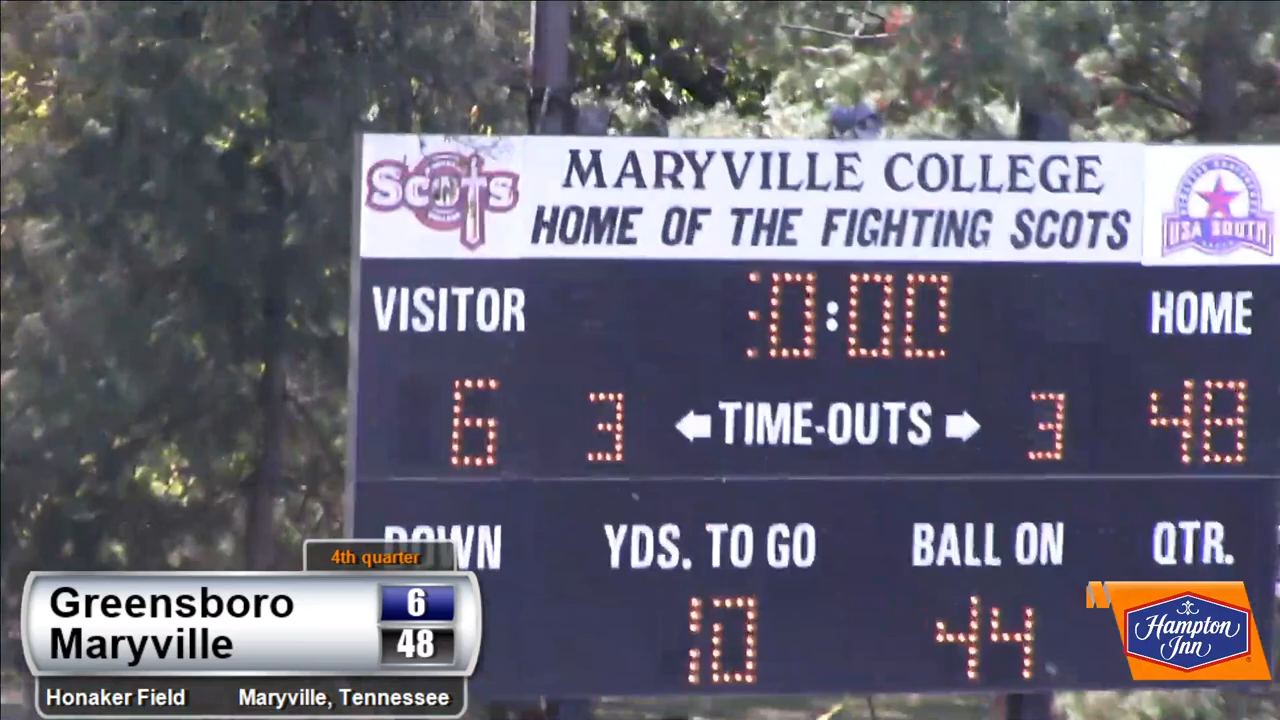 SCOTS
MARYVILLE COLLEGE
HOME OF THE FIGHTING SCOTS
USA SOUTH
VISITOR
0:00
HOME
6 3 TIME-OUTS 3 48
DOWN YDS. TO GO BALL ON QTR.
10 44
4th quarter
Greensboro 6
Maryville 48
Honaker Field Maryville, Tennessee
Hampton
Inn